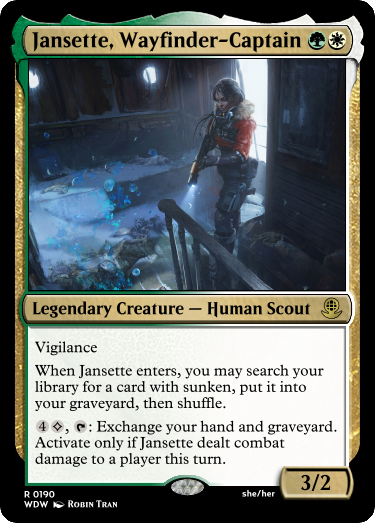 Jansette, Wayfinder-Captain
Legendary Creature — Human Scout
Vigilance
When Jansette enters, you may search your
library for a card with sunken, put it into
your graveyard, then shuffle.
4 , : Exchange your hand and graveyard.
Activate only if Jansette dealt combat
damage to a player this turn.
3/2
R 0190
she/her
WDW Robin Tran